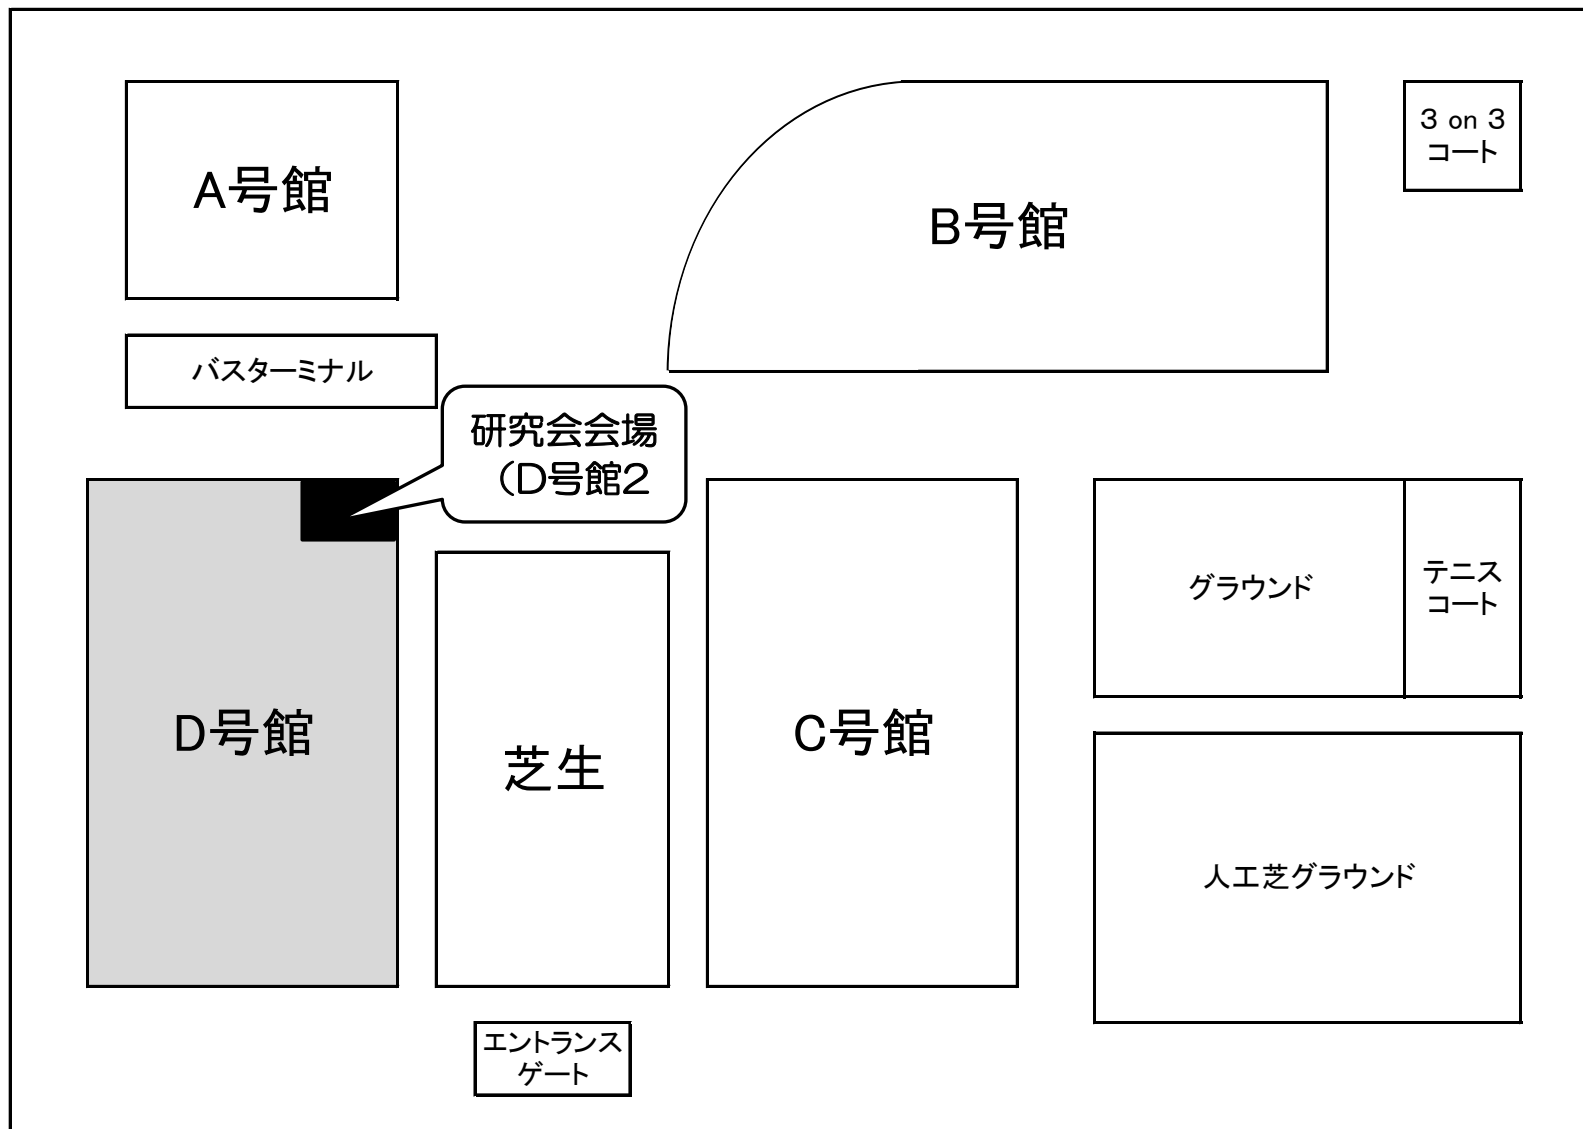 A号館
B号館
3 on 3
コート
バスターミナル
研究会会場
（D号館2
グラウンド
テニス
コート
D号館
芝生
C号館
人工芝グラウンド
エントランス
ゲート